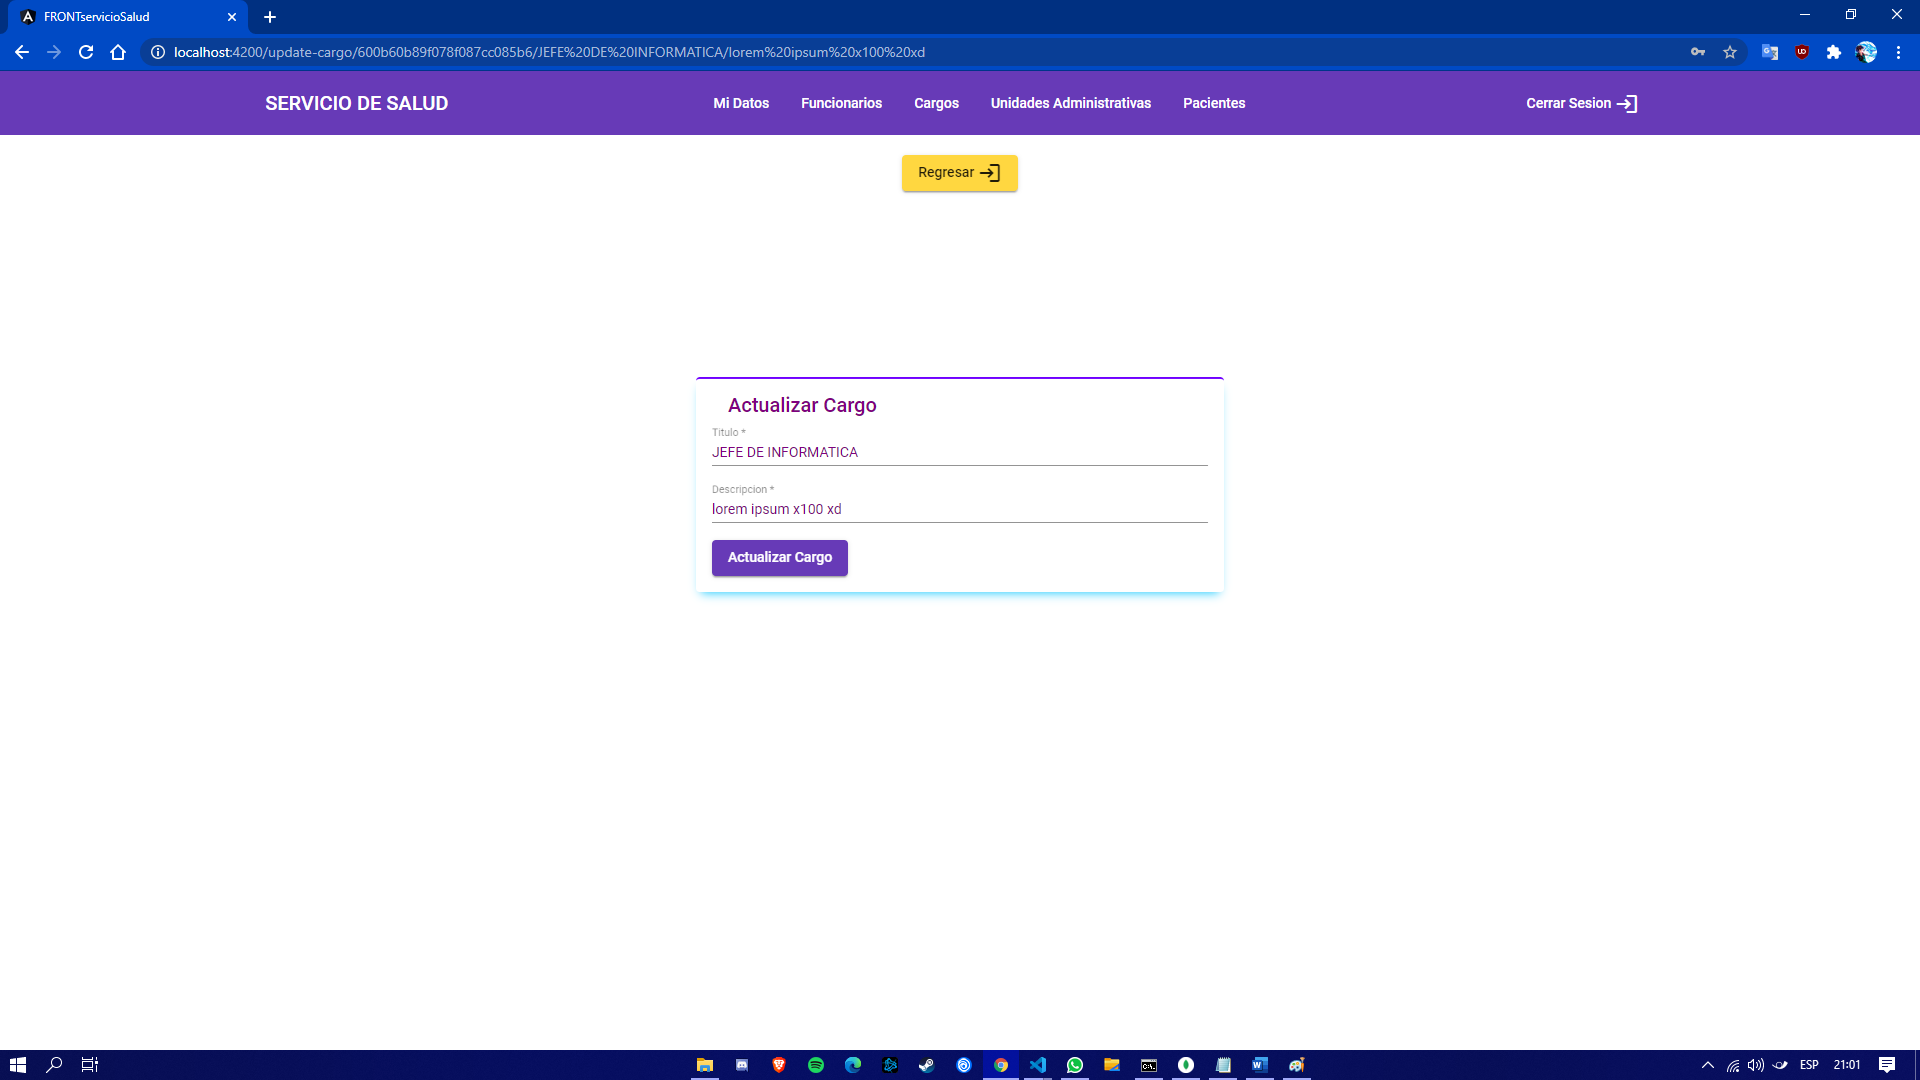 FRONTservicioSalud
localhost:4200/update-cargo/600b60b89f078f087cc085b6/JEFE%20DE%20INFORMATICA/lorem%20ipsum%20x100%20xd
SERVICIO DE SALUD
Mi Datos
Funcionarios
Cargos
Unidades Administrativas
Pacientes
Cerrar Sesion
Regresar
Actualizar Cargo
Titulo *
JEFE DE INFORMATICA
Descripcion *
lorem ipsum x100 xd
Actualizar Cargo
ESP
21:01